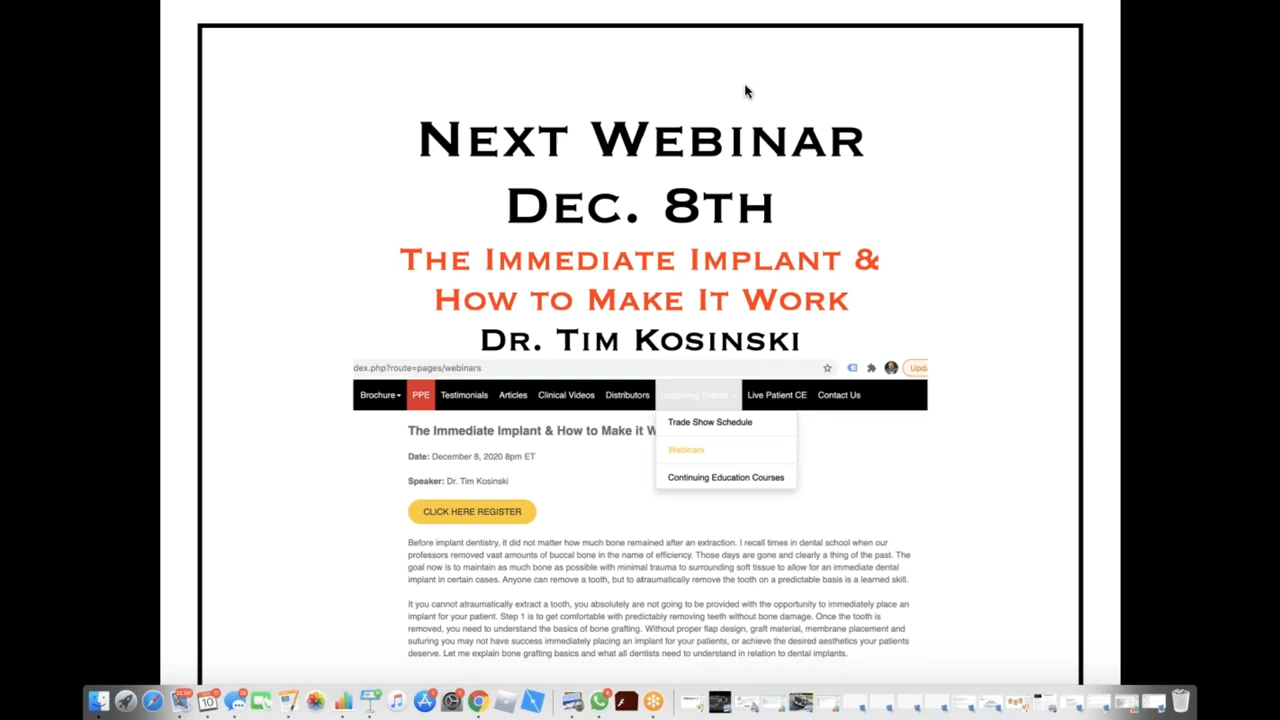 Next Webinar
Dec. 8th
The Immediate Implant &
How to Make It Work
Dr. Tim Kosinski
dex.php?route=pages/webinars
Brochure PPE Testimonials Articles Clinical Videos Distributors Upcoming Events Live Patient CE Contact Us
Trade Show Schedule
The Immediate Implant & How to Make it W
Webinars
Date: December 8, 2020 8pm ET
Continuing Education Courses
Speaker: Dr. Tim Kosinski
CLICK HERE REGISTER
Before implant dentistry, it did not matter how much bone remained after an extraction. I recall times in dental school when our
professors removed vast amounts of buccal bone in the name of efficiency. Those days are gone and clearly a thing of the past. The
goal now is to maintain as much bone as possible with minimal trauma to surrounding soft tissue to allow for an immediate dental
implant in certain cases. Anyone can remove a tooth, but to atraumatically remove the tooth on a predictable basis is a learned skill.
It you cannot atraumatically extract a tooth, you absolutely are not going to be provided with the opportunity to immediately place an
implant for your patient. Step 1 is to get comfortable with predictably removing teeth without bone damage. Once the tooth is
removed, you need to understand the basics of bone grafting. Without proper flap design, graft material, membrane placement and
suturing you may not have success immediately placing an implant for your patients, or achieve the desired aesthetics your patients
deserve. Let me explain bone grafting basics and what all dentists need to understand in relation to dental implants.
10